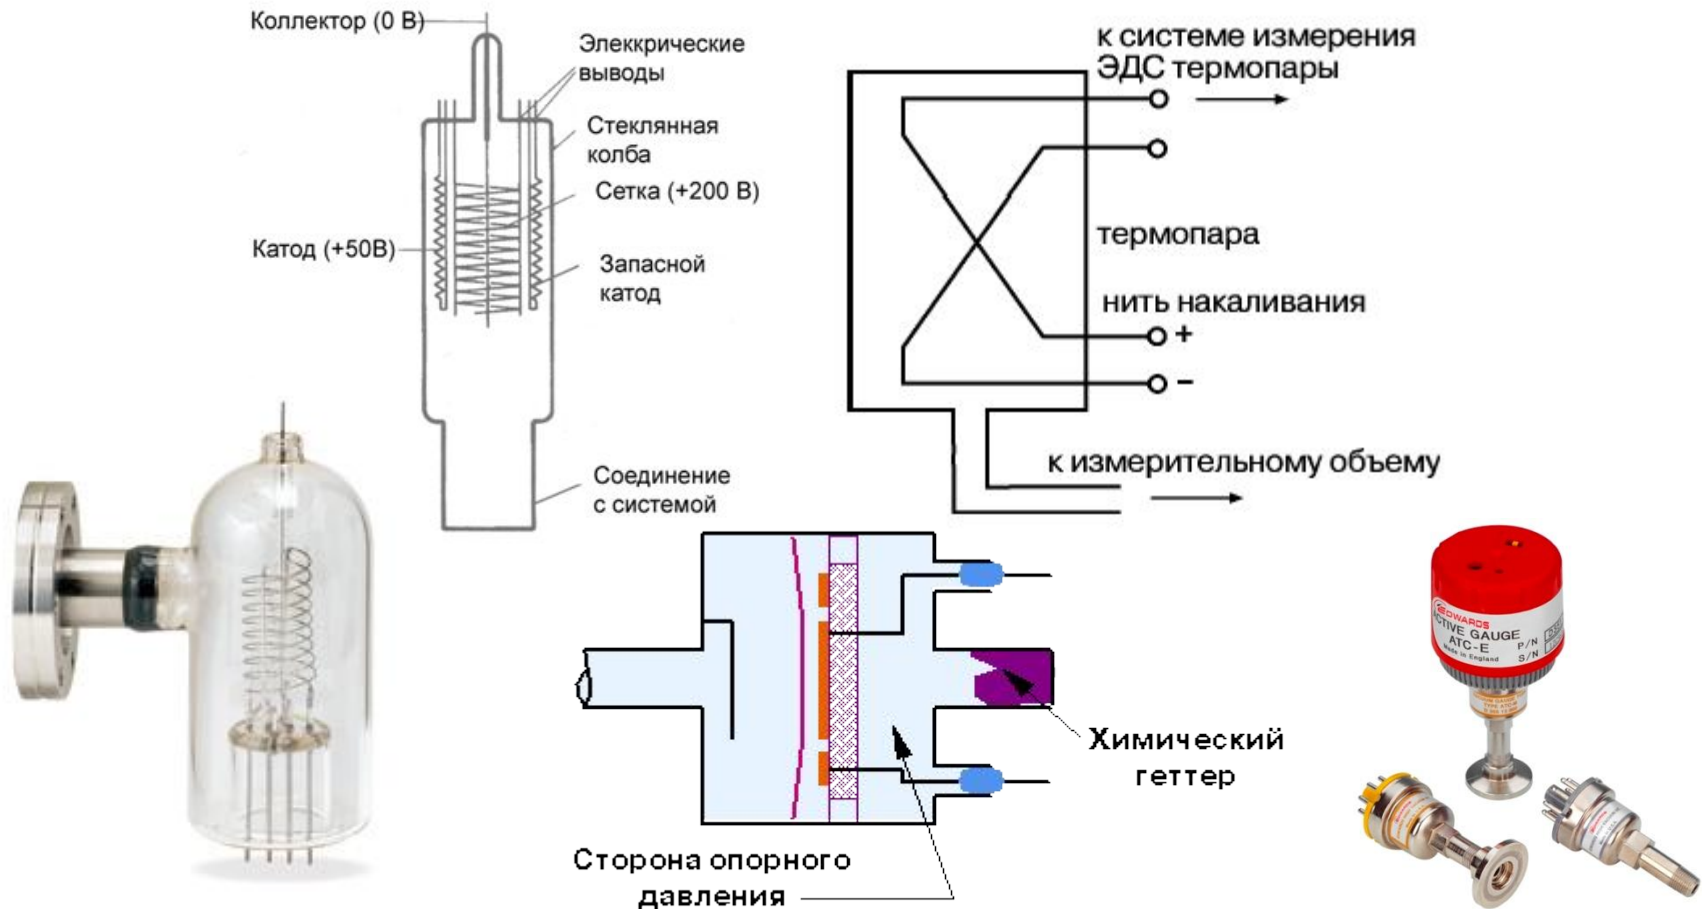 Коллектор (0 В)
Элеккрические
выводы
Стеклянная
колба
Сетка (+200 В)
Катод (+50В)
Запасной
катод
Соединение
с системой
к системе измерения
ЭДС термопары
термопара
нить накаливания
+
−
к измерительному объему
Химический
геттер
Сторона опорного
давления
EDWARDS
ACTIVE GAUGE
ATC-E
P/N
Made in England
S/N